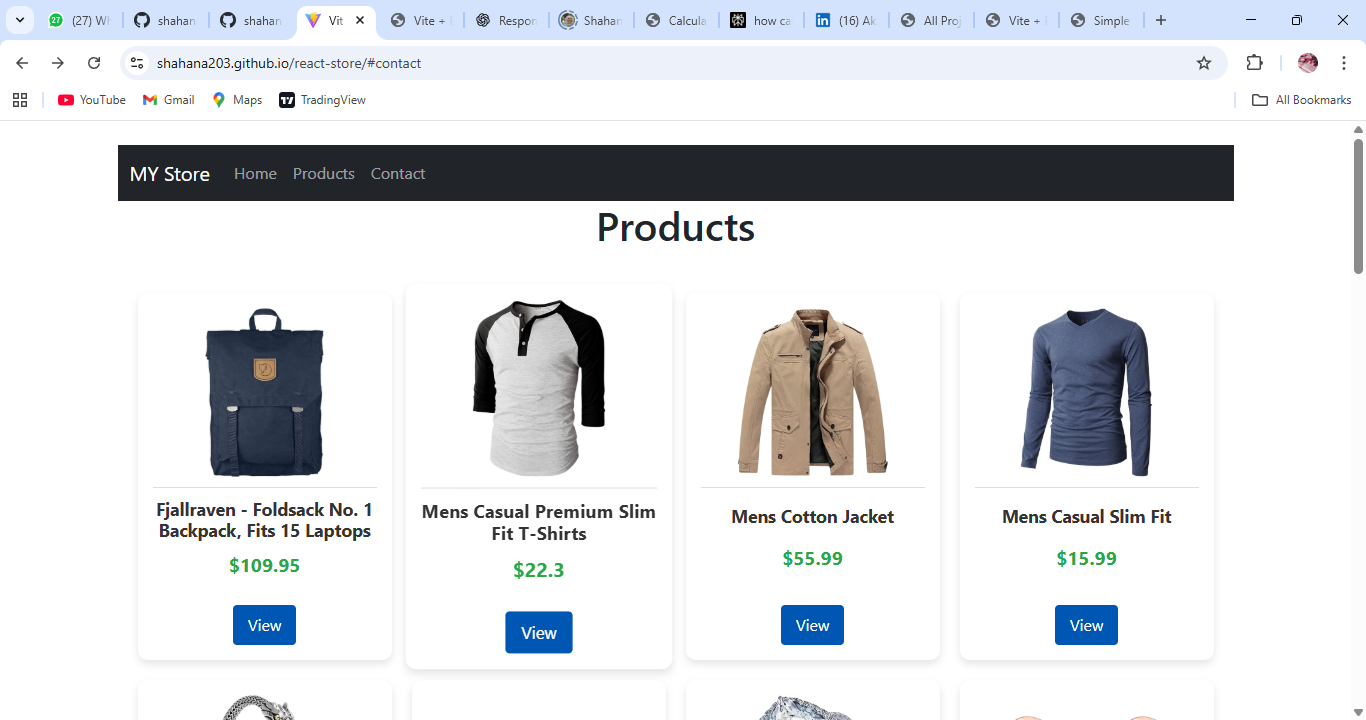 (27) Wh
shahan
shahan
Vit
Vite +
Respon
Shahan
Calcula
how ca
(16) Ak
All Proj
Vite +
Simple
shahana203.github.io/react-store/#contact
YouTube
Gmail
Maps
TradingView
All Bookmarks
MY Store
Home
Products
Contact
Products
Fjallraven - Foldsack No. 1
Backpack, Fits 15 Laptops
$109.95
View
Mens Casual Premium Slim
Fit T-Shirts
$22.3
View
Mens Cotton Jacket
$55.99
View
Mens Casual Slim Fit
$15.99
View